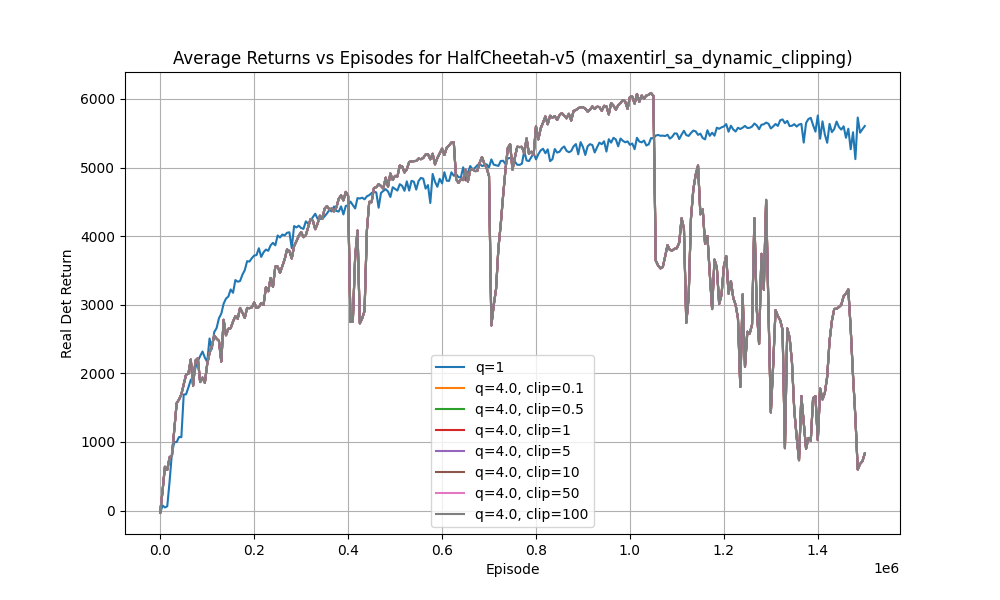 Average Returns vs Episodes for HalfCheetah-v5 (maxentirl_sa_dynamic_clipping)
Real Det Return
6000
5000
4000
3000
2000
1000
0
q=1
q=4.0, clip=0.1
q=4.0, clip=0.5
q=4.0, clip=1
q=4.0, clip=5
q=4.0, clip=10
q=4.0, clip=50
q=4.0, clip=100
0.0 0.2 0.4 0.6 0.8 1.0 1.2 1.4
1e6
Episode